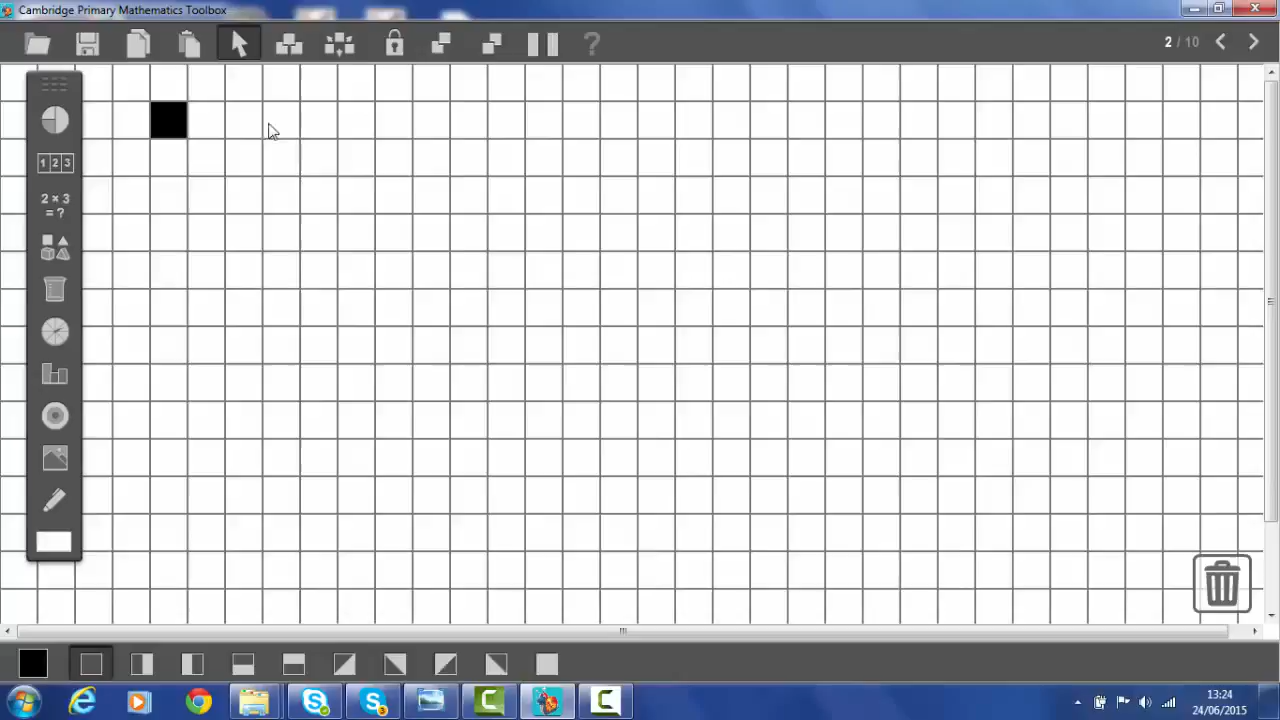 Cambridge Primary Mathematics Toolbox
?
2 / 10
1 2 3
2 × 3
= ?
13:24
24/06/2015